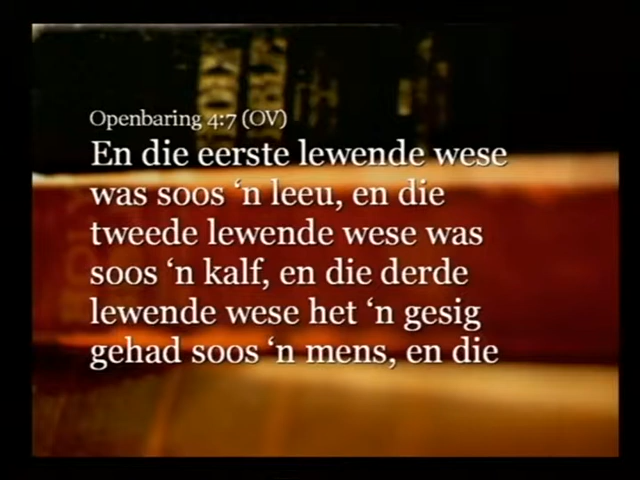 Openbaring 4:7 (OV)
En die eerste lewende wese
was soos ‘n leeu, en die
tweede lewende wese was
soos ‘n kalf, en die derde
lewende wese het ‘n gesig
gehad soos ‘n mens, en die